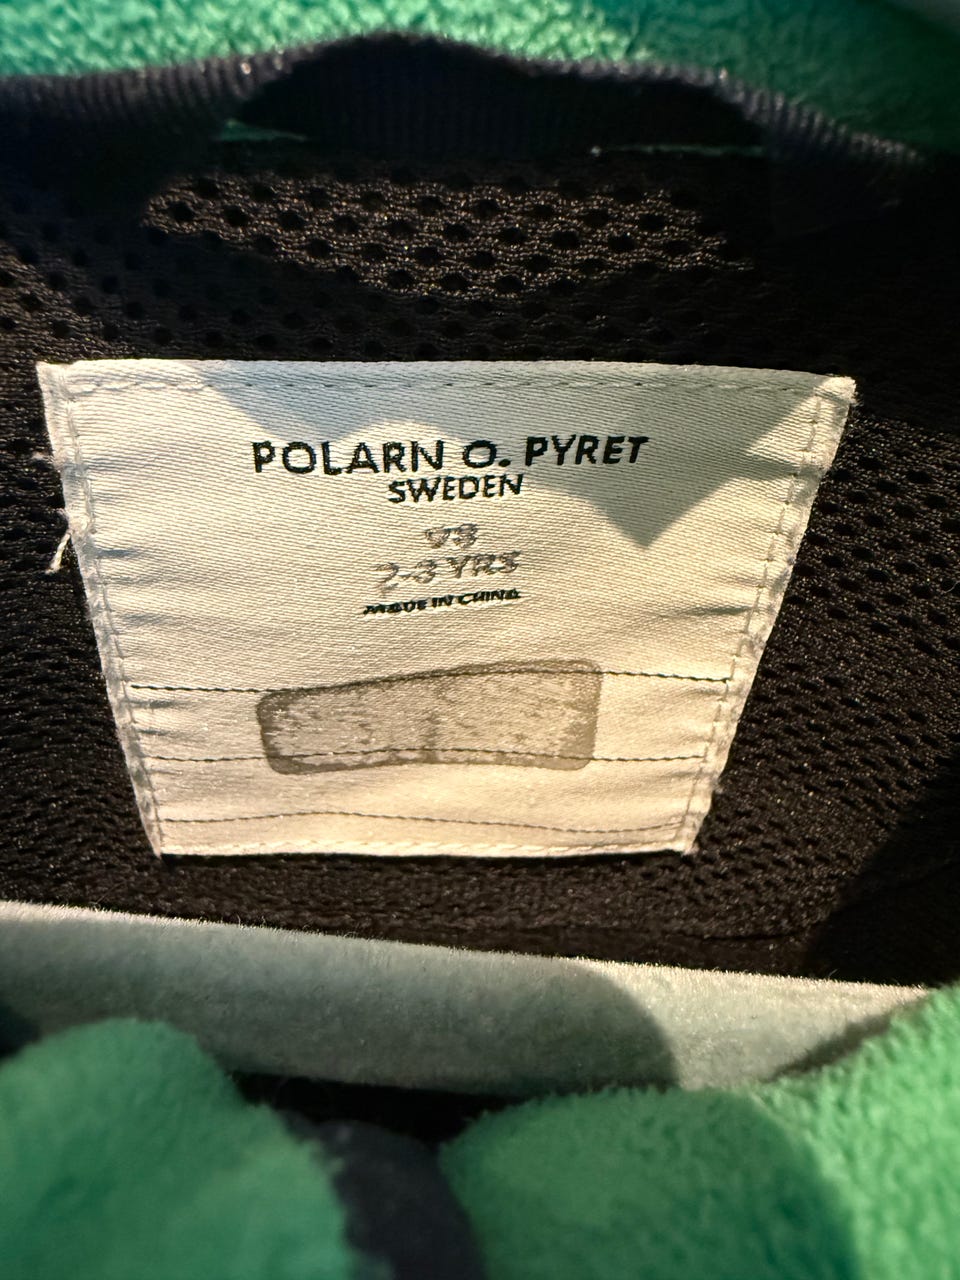 POLARN O. PYRET
SWEDEN
98
2-3 YRS
MADE IN CHINA